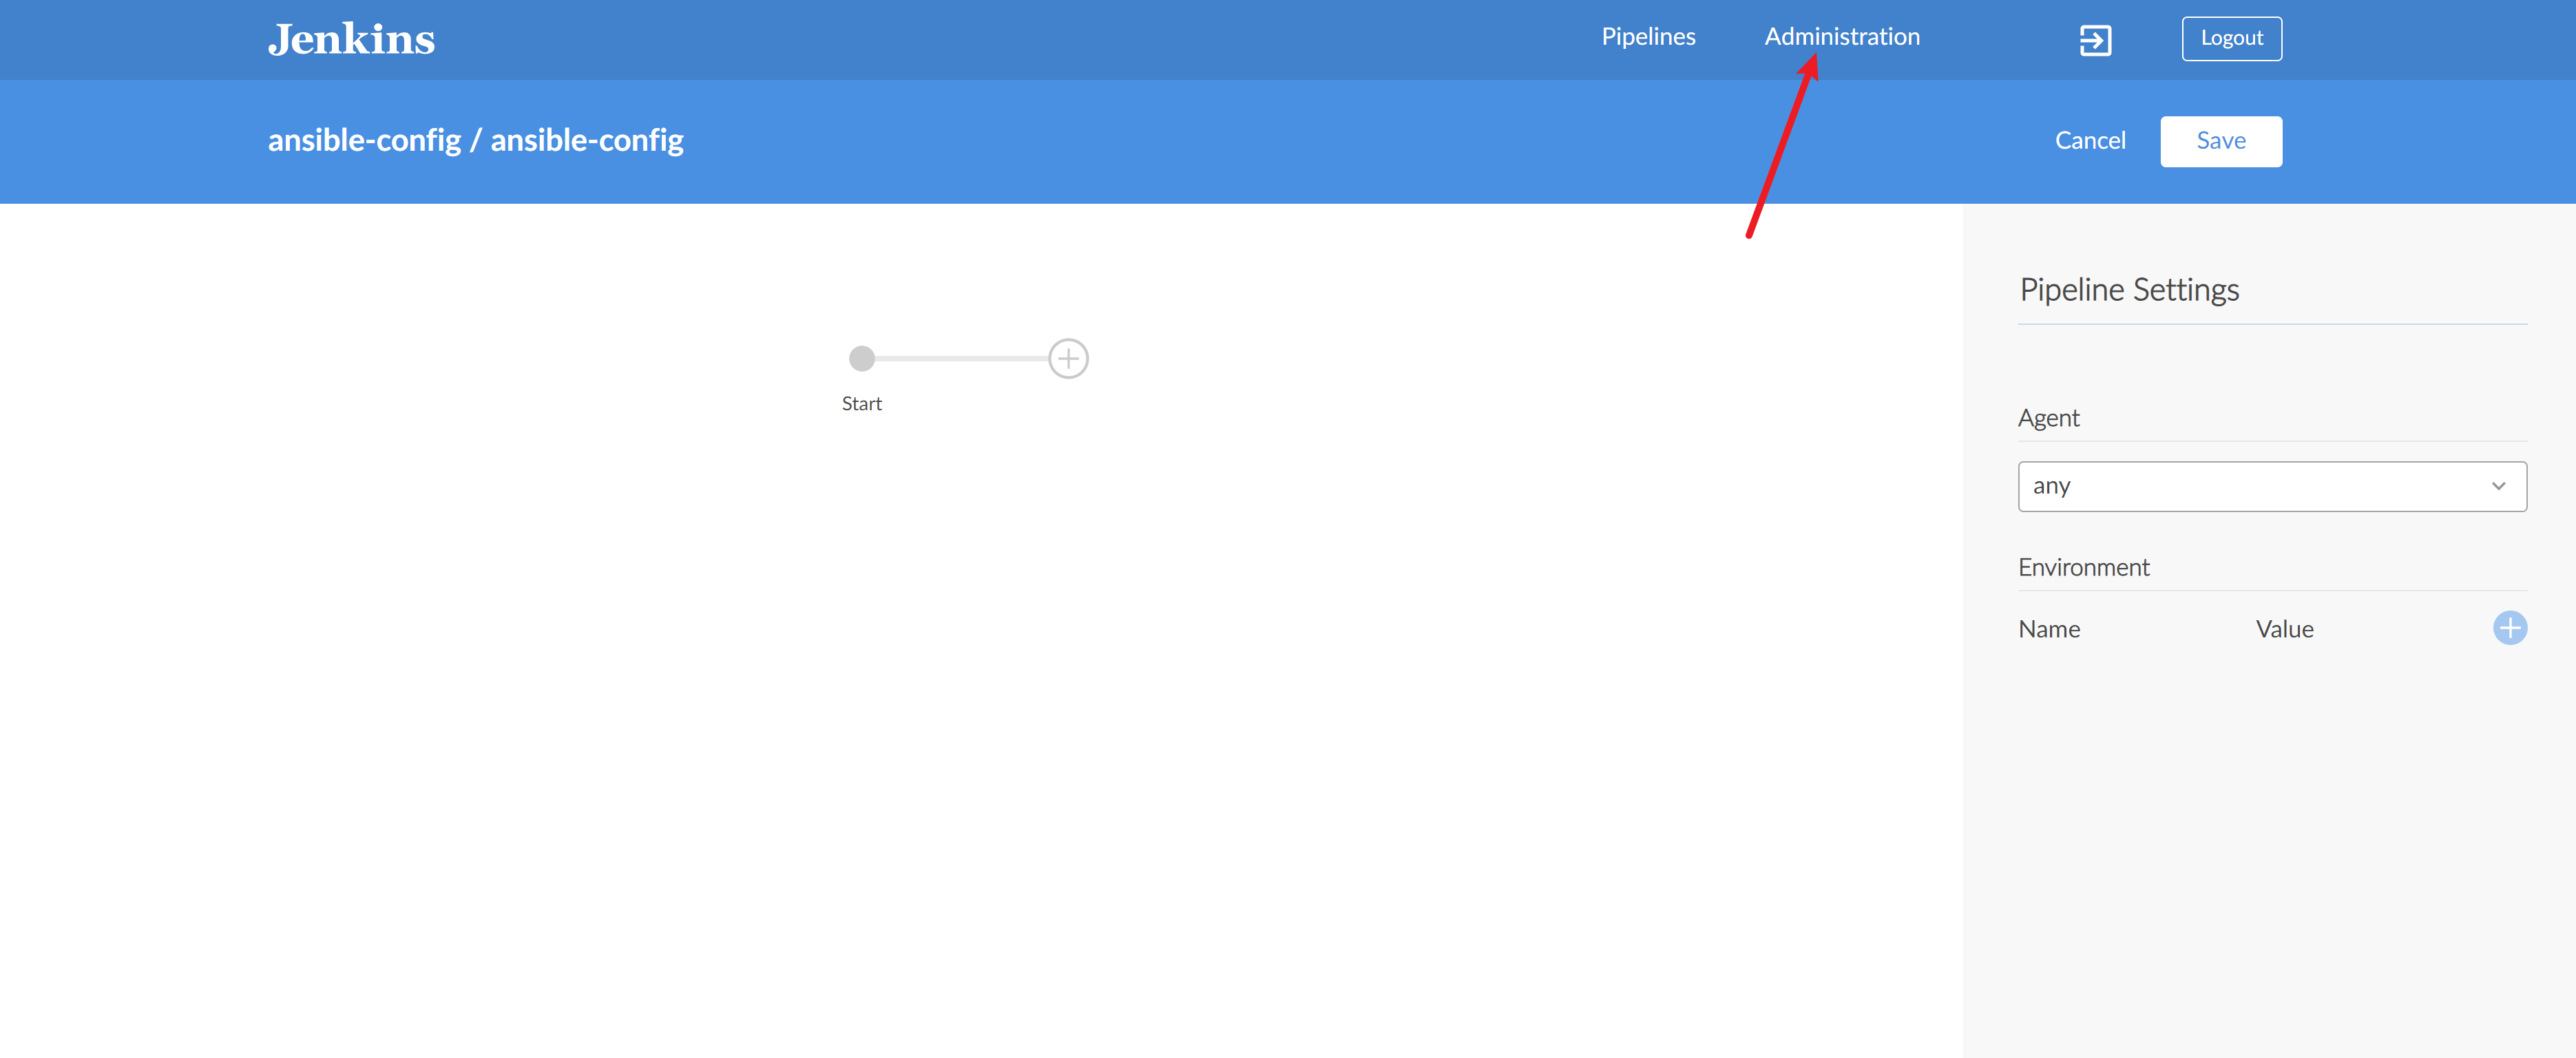 Jenkins
Pipelines
Administration
Logout
ansible-config / ansible-config
Cancel
Save
Pipeline Settings
Start
Agent
any
Environment
Name Value